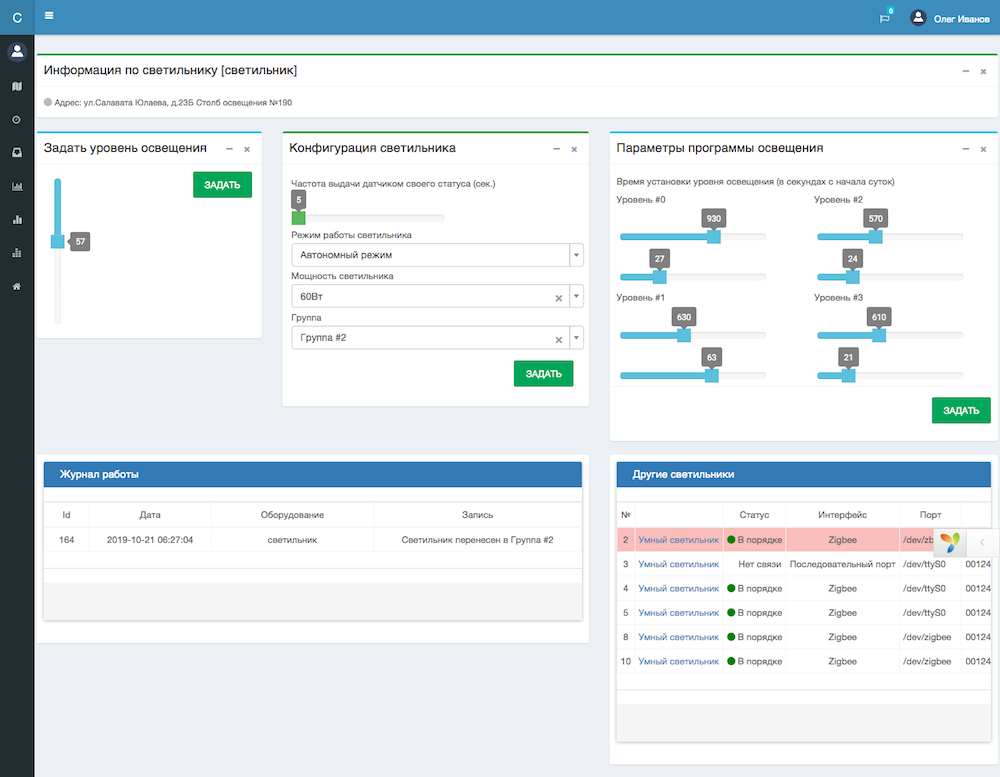 С
8
Олег Иванов
Информация по светильнику [светильник]
Адрес: ул.Салавата Юлаева, д.23Б Столб освещения №190
Задать уровень освещения
ЗАДАТЬ
57
Конфигурация светильника
Частота выдачи датчиком своего статуса (сек.)
5
Режим работы светильника
Автономный режим
Мощность светильника
60Вт
Группа
Группа #2
ЗАДАТЬ
Параметры программы освещения
Время установки уровня освещения (в секундах с начала суток)
Уровень #0 Уровень #2
930 570
27 24
Уровень #1 Уровень #3
630 610
63 21
ЗАДАТЬ
Журнал работы
Id Дата Оборудование Запись
164 2019-10-21 06:27:04 светильник Светильник перенесен в Группа #2
Другие светильники
№ Статус Интерфейс Порт
2 Умный светильник В порядке Zigbee /dev/zb
3 Умный светильник Нет связи Последовательный порт /dev/ttyS0 00124
4 Умный светильник В порядке Zigbee /dev/ttyS0 00124
5 Умный светильник В порядке Zigbee /dev/ttyS0 00124
8 Умный светильник В порядке Zigbee /dev/zigbee 00124
10 Умный светильник В порядке Zigbee /dev/zigbee 00124